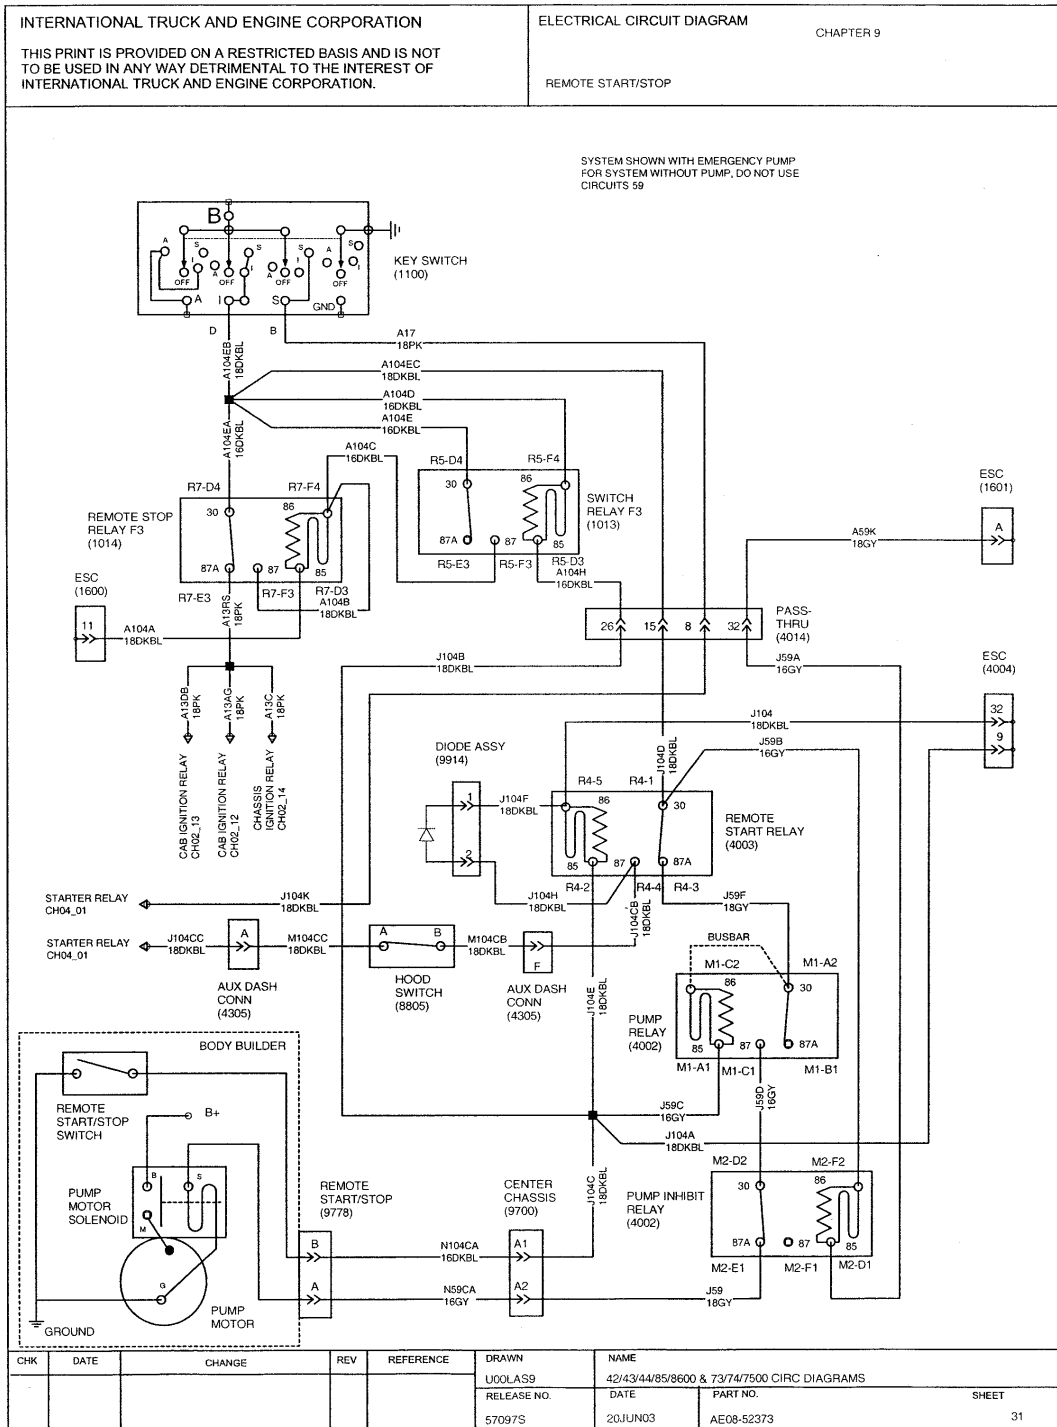 INTERNATIONAL TRUCK AND ENGINE CORPORATION
THIS PRINT IS PROVIDED ON A RESTRICTED BASIS AND IS NOT
TO BE USED IN ANY WAY DETRIMENTAL TO THE INTEREST OF
INTERNATIONAL TRUCK AND ENGINE CORPORATION.
ELECTRICAL CIRCUIT DIAGRAM
CHAPTER 9
REMOTE START/STOP
SYSTEM SHOWN WITH EMERGENCY PUMP
FOR SYSTEM WITHOUT PUMP, DO NOT USE
CIRCUITS 59
B
A S I A OFF
S I A OFF
S I A OFF
S I A OFF
A I S GND
KEY SWITCH
(1100)
D B
A17
18PK
A104EB
18DKBL
A104EC
18DKBL
A104D
16DKBL
A104E
16DKBL
A104EA
16DKBL
A104C
16DKBL
R5-D4 R5-F4
30 86
87A 87 85
R5-E3 R5-F3 R5-D3
SWITCH
RELAY F3
(1013)
A104H
16DKBL
R7-D4 R7-F4
30 86
87A 87 85
R7-E3 R7-F3 R7-D3
REMOTE STOP
RELAY F3
(1014)
A104B
18DKBL
ESC
(1600)
11
A104A
18DKBL
A13RS
18PK
A13DB
18PK
A13AG
18PK
A13C
18PK
CAB IGNITION RELAY
CH02_13
CAB IGNITION RELAY
CH02_12
CHASSIS
IGNITION RELAY
CH02_14
ESC
(1601)
A
A59K
18GY
26 15 8 32
PASS-
THRU
(4014)
J104B
18DKBL
J59A
16GY
ESC
(4004)
32
9
J104
18DKBL
J59B
16GY
J104D
18DKBL
DIODE ASSY
(9914)
1
2
J104F
18DKBL
R4-5 R4-1
86 30
85 87 87A
R4-2 R4-4 R4-3
REMOTE
START RELAY
(4003)
J104H
18DKBL
J104CB
18DKBL
J59F
18GY
STARTER RELAY
CH04_01
J104K
18DKBL
STARTER RELAY
CH04_01
J104CC
18DKBL
A
AUX DASH
CONN
(4305)
M104CC
18DKBL
A B
HOOD
SWITCH
(8805)
M104CB
18DKBL
F
AUX DASH
CONN
(4305)
J104E
18DKBL
BUSBAR
M1-C2 M1-A2
86 30
85 87 87A
M1-A1 M1-C1 M1-B1
PUMP
RELAY
(4002)
J59C
16GY
J59D
16GY
J104A
18DKBL
M2-D2 M2-F2
30 86
87A 87 85
M2-E1 M2-F1 M2-D1
PUMP INHIBIT
RELAY
(4002)
J104C
18DKBL
BODY BUILDER
REMOTE
START/STOP
SWITCH
B+
B S
M
PUMP
MOTOR
SOLENOID
G
PUMP
MOTOR
GROUND
REMOTE
START/STOP
(9778)
B
A
N104CA
16DKBL
N59CA
16GY
CENTER
CHASSIS
(9700)
A1
A2
J59
18GY
CHK DATE CHANGE REV REFERENCE
DRAWN
U00LAS9
NAME
42/43/44/85/8600 & 73/74/7500 CIRC DIAGRAMS
RELEASE NO.
57097S
DATE
20JUN03
PART NO.
AE08-52373
SHEET
31